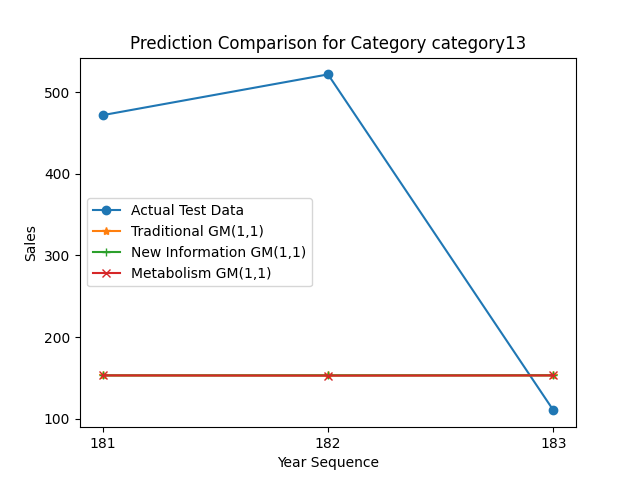 Prediction Comparison for Category category13
Sales
500
400
300
200
100
Actual Test Data
Traditional GM(1,1)
New Information GM(1,1)
Metabolism GM(1,1)
181
182
183
Year Sequence